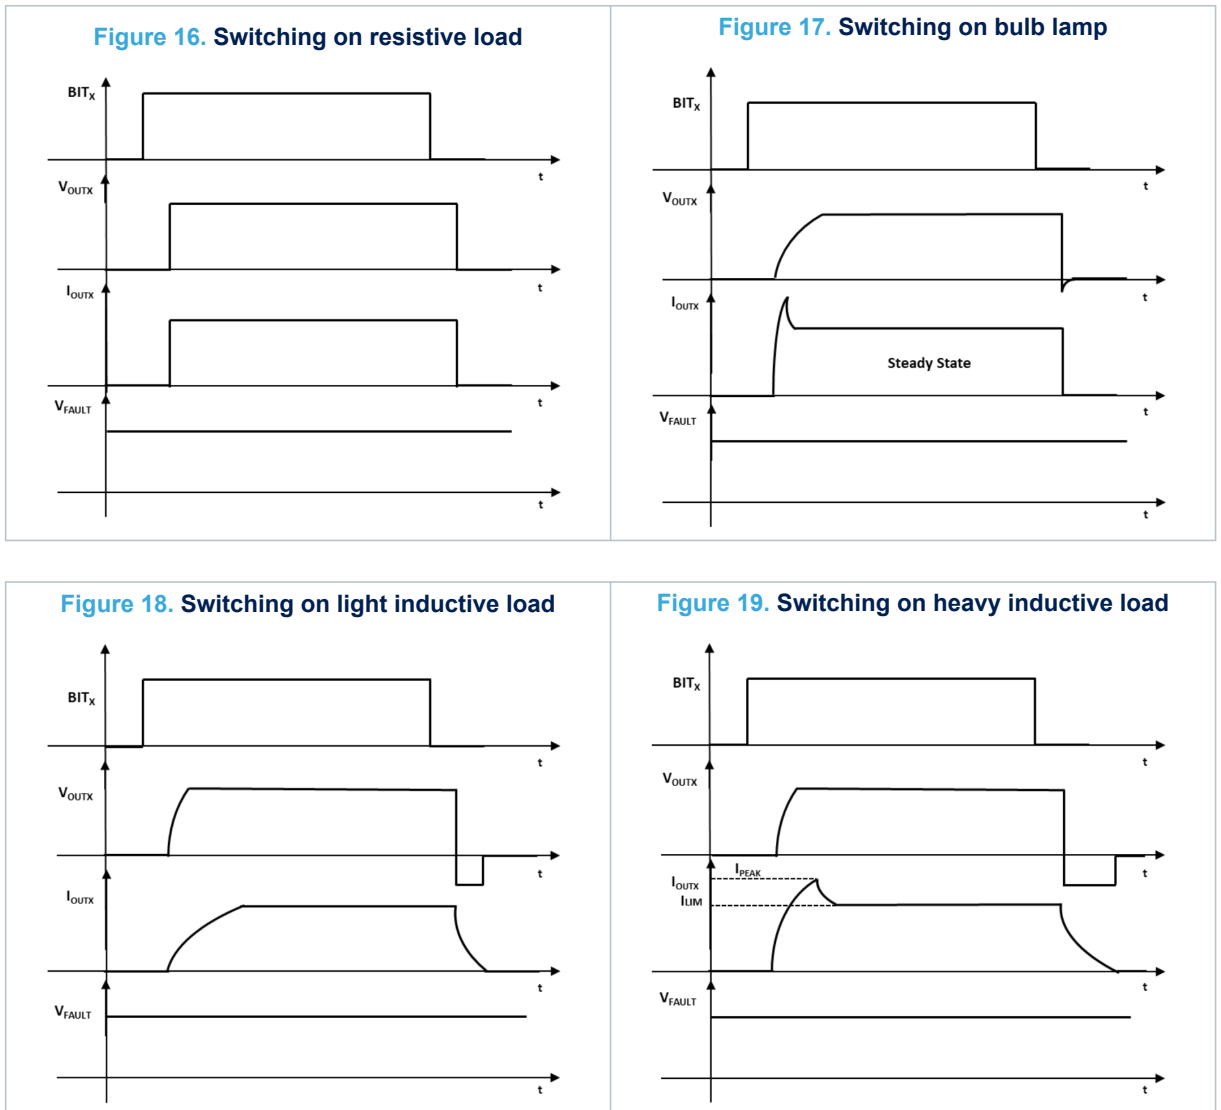 Figure 16. Switching on resistive load
BITX
t
VOUTX
t
IOUTX
t
VFAULT
t
Figure 17. Switching on bulb lamp
BITX
t
VOUTX
t
IOUTX
Steady State
t
VFAULT
t
Figure 18. Switching on light inductive load
BITX
t
VOUTX
t
IOUTX
t
VFAULT
t
Figure 19. Switching on heavy inductive load
BITX
t
VOUTX
t
IPEAK
IOUTX
ILIM
t
VFAULT
t